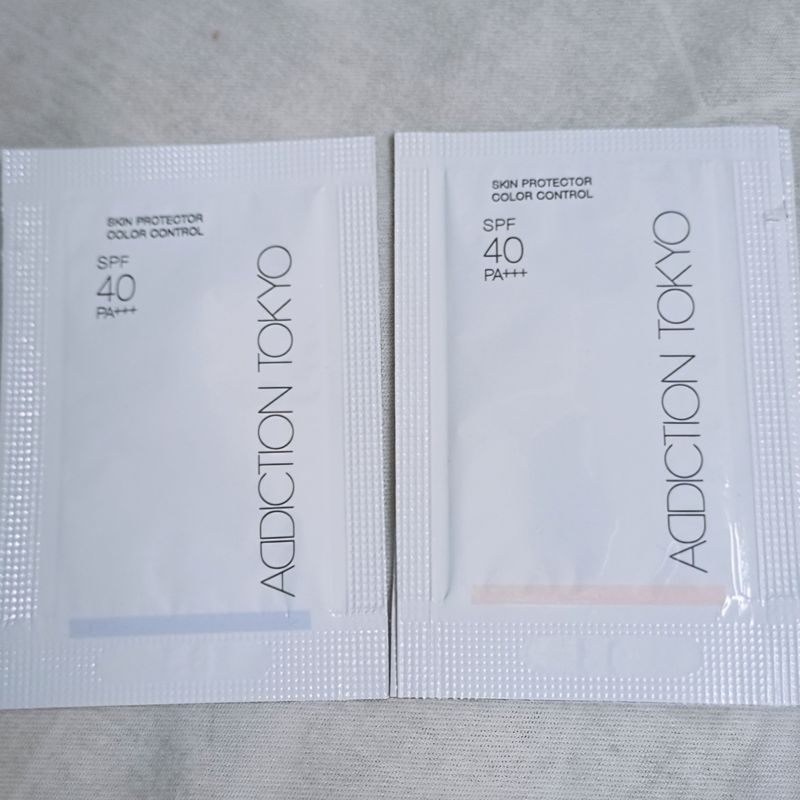 SKIN PROTECTOR
COLOR CONTROL
SPF
40
PA+++
ADDICTION TOKYO
SKIN PROTECTOR
COLOR CONTROL
SPF
40
PA+++
ADDICTION TOKYO